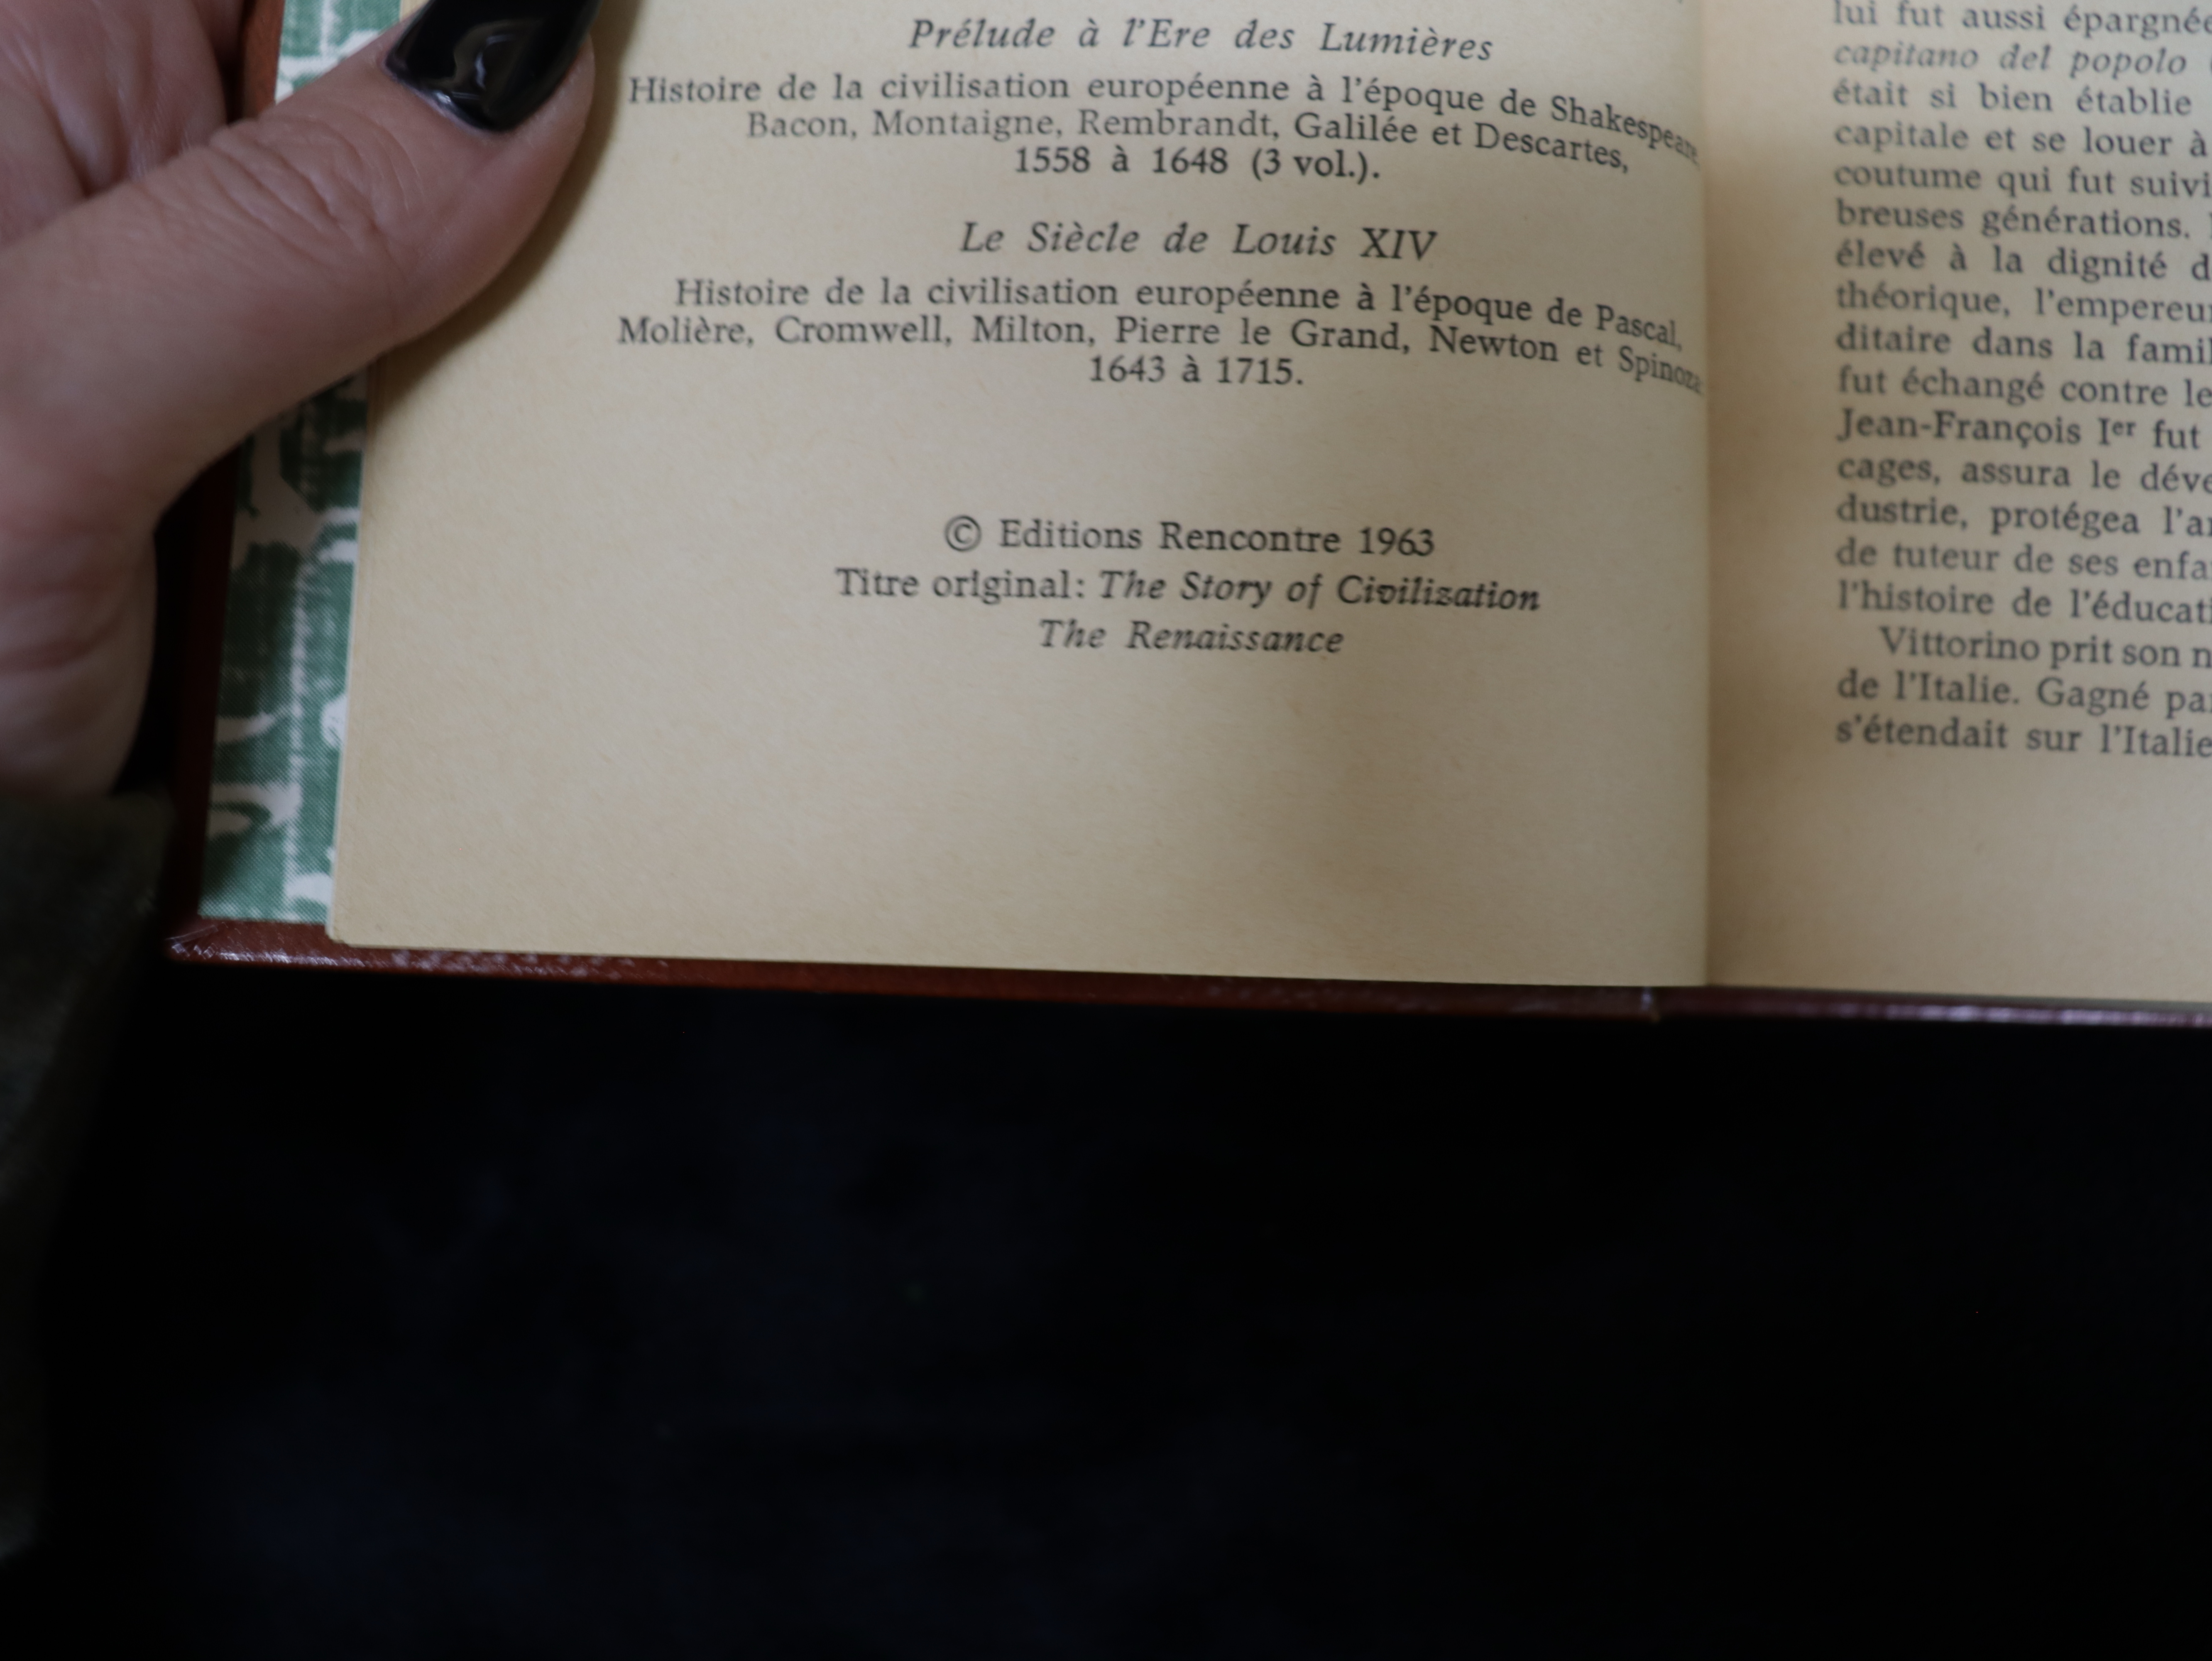 Prélude à l'Ere des Lumières
Histoire de la civilisation européenne à l'époque de Shakespeare,
Bacon, Montaigne, Rembrandt, Galilée et Descartes,
1558 à 1648 (3 vol.).
Le Siècle de Louis XIV
Histoire de la civilisation européenne à l'époque de Pascal,
Molière, Cromwell, Milton, Pierre le Grand, Newton et Spinoza
1643 à 1715.
© Editions Rencontre 1963
Titre original: The Story of Civilization
The Renaissance
lui fut aussi épargnée
capitano del popolo
était si bien établie
capitale et se louer à
coutume qui fut suivi
breuses générations.
élevé à la dignité d
théorique, l'empereur
ditaire dans la famil
fut échangé contre le
Jean-François Ier fut
cages, assura le déve
dustrie, protégea l'ar
de tuteur de ses enfa
l'histoire de l'éducati
Vittorino prit son n
de l'Italie. Gagné par
s'étendait sur l'Italie